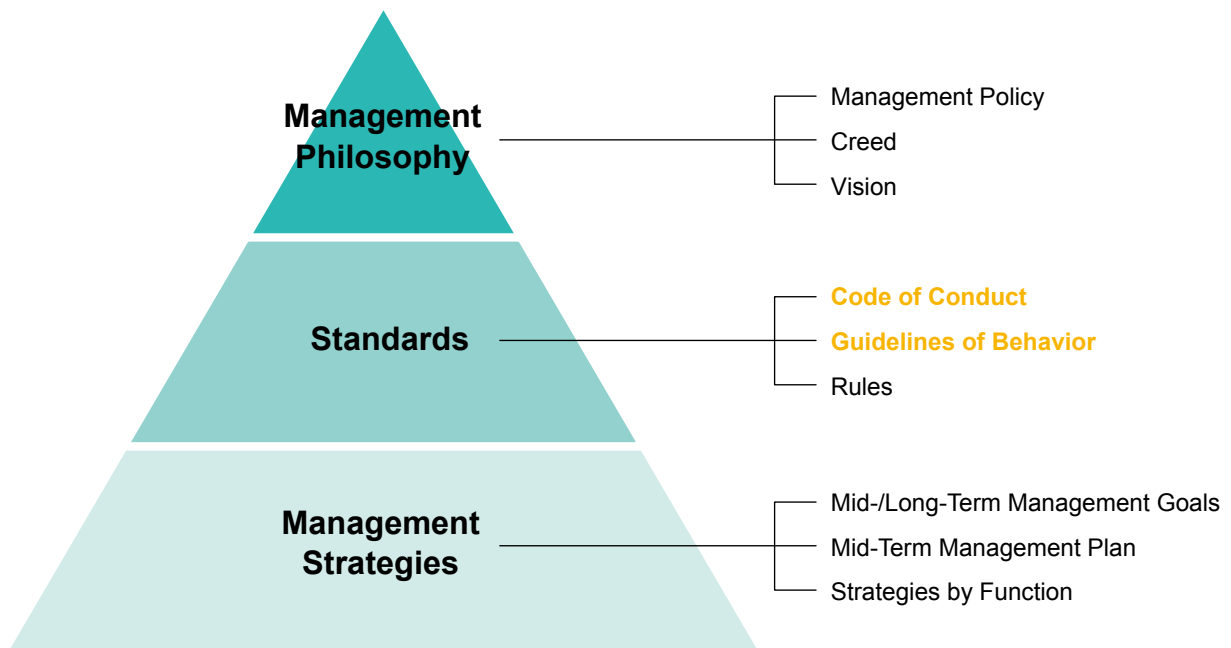 Management
Philosophy
Management Policy
Creed
Vision
Standards
Code of Conduct
Guidelines of Behavior
Rules
Management
Strategies
Mid-/Long-Term Management Goals
Mid-Term Management Plan
Strategies by Function